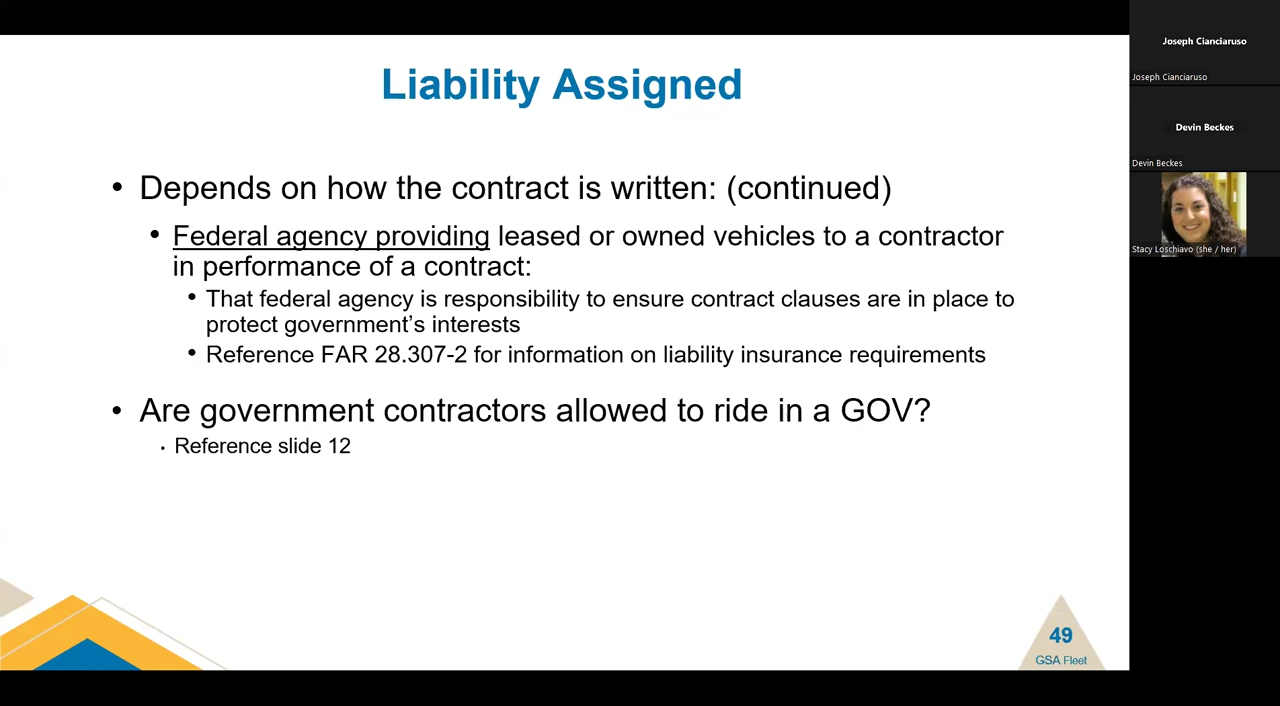 Liability Assigned
• Depends on how the contract is written: (continued)
• Federal agency providing leased or owned vehicles to a contractor
in performance of a contract:
• That federal agency is responsibility to ensure contract clauses are in place to
protect government’s interests
• Reference FAR 28.307-2 for information on liability insurance requirements
• Are government contractors allowed to ride in a GOV?
• Reference slide 12
49
GSA Fleet
Joseph Cianciaruso
Joseph Cianciaruso
Devin Beckes
Devin Beckes
Stacy Loschiavo (she / her)